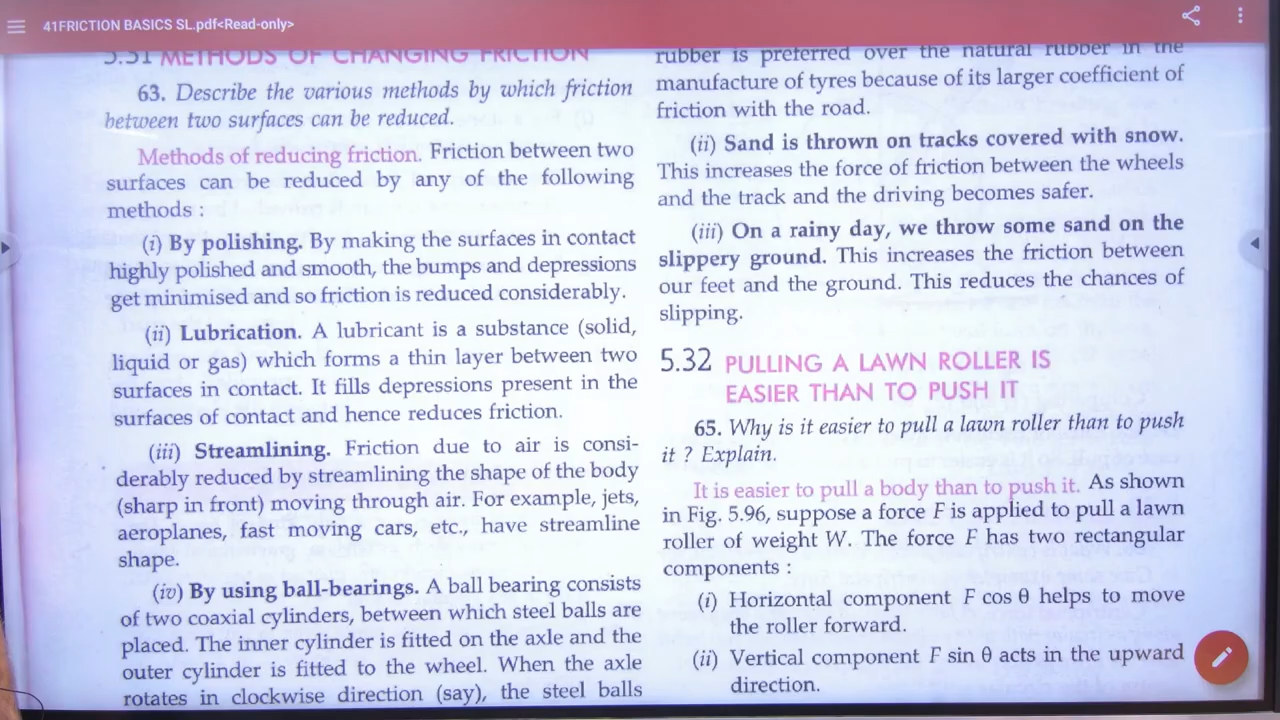 41FRICTION BASICS SL.pdf<Read-only>
5.31 METHODS OF CHANGING FRICTION
63. Describe the various methods by which friction
between two surfaces can be reduced.
Methods of reducing friction. Friction between two
surfaces can be reduced by any of the following
methods :
(i) By polishing. By making the surfaces in contact
highly polished and smooth, the bumps and depressions
get minimised and so friction is reduced considerably.
(ii) Lubrication. A lubricant is a substance (solid,
liquid or gas) which forms a thin layer between two
surfaces in contact. It fills depressions present in the
surfaces of contact and hence reduces friction.
(iii) Streamlining. Friction due to air is consi-
derably reduced by streamlining the shape of the body
(sharp in front) moving through air. For example, jets,
aeroplanes, fast moving cars, etc., have streamline
shape.
(iv) By using ball-bearings. A ball bearing consists
of two coaxial cylinders, between which steel balls are
placed. The inner cylinder is fitted on the axle and the
outer cylinder is fitted to the wheel. When the axle
rotates in clockwise direction (say), the steel balls
rubber is preferred over the natural rubber in the
manufacture of tyres because of its larger coefficient of
friction with the road.
(ii) Sand is thrown on tracks covered with snow.
This increases the force of friction between the wheels
and the track and the driving becomes safer.
(iii) On a rainy day, we throw some sand on the
slippery ground. This increases the friction between
our feet and the ground. This reduces the chances of
slipping.
5.32 PULLING A LAWN ROLLER IS
EASIER THAN TO PUSH IT
65. Why is it easier to pull a lawn roller than to push
it ? Explain.
It is easier to pull a body than to push it. As shown
in Fig. 5.96, suppose a force F is applied to pull a lawn
roller of weight W. The force F has two rectangular
components :
(i) Horizontal component F cos θ helps to move
the roller forward.
(ii) Vertical component F sin θ acts in the upward
direction.